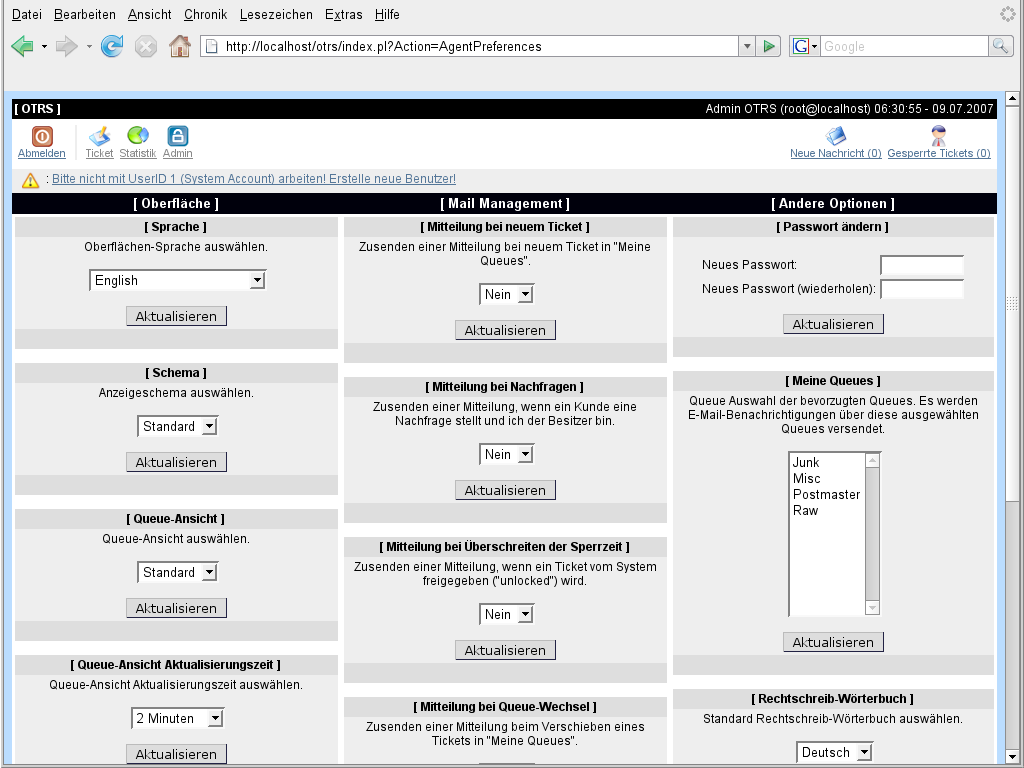 Datei Bearbeiten Ansicht Chronik Lesezeichen Extras Hilfe
http://localhost/otrs/index.pl?Action=AgentPreferences
G Google
[ OTRS ]
Admin OTRS (root@localhost) 06:30:55 - 09.07.2007
Abmelden Ticket Statistik Admin
Neue Nachricht (0) Gesperrte Tickets (0)
: Bitte nicht mit UserID 1 (System Account) arbeiten! Erstelle neue Benutzer!
[ Oberfläche ]
[ Sprache ]
Oberflächen-Sprache auswählen.
English
Aktualisieren
[ Schema ]
Anzeigeschema auswählen.
Standard
Aktualisieren
[ Queue-Ansicht ]
Queue-Ansicht auswählen.
Standard
Aktualisieren
[ Queue-Ansicht Aktualisierungszeit ]
Queue-Ansicht Aktualisierungszeit auswählen.
2 Minuten
Aktualisieren
[ Mail Management ]
[ Mitteilung bei neuem Ticket ]
Zusenden einer Mitteilung bei neuem Ticket in "Meine
Queues".
Nein
Aktualisieren
[ Mitteilung bei Nachfragen ]
Zusenden einer Mitteilung, wenn ein Kunde eine
Nachfrage stellt und ich der Besitzer bin.
Nein
Aktualisieren
[ Mitteilung bei Überschreiten der Sperrzeit ]
Zusenden einer Mitteilung, wenn ein Ticket vom System
freigegeben ("unlocked") wird.
Nein
Aktualisieren
[ Mitteilung bei Queue-Wechsel ]
Zusenden einer Mitteilung beim Verschieben eines
Tickets in "Meine Queues".
[ Andere Optionen ]
[ Passwort ändern ]
Neues Passwort:
Neues Passwort (wiederholen):
Aktualisieren
[ Meine Queues ]
Queue Auswahl der bevorzugten Queues. Es werden
E-Mail-Benachrichtigungen über diese ausgewählten
Queues versendet.
Junk
Misc
Postmaster
Raw
Aktualisieren
[ Rechtschreib-Wörterbuch ]
Standard Rechtschreib-Wörterbuch auswählen.
Deutsch